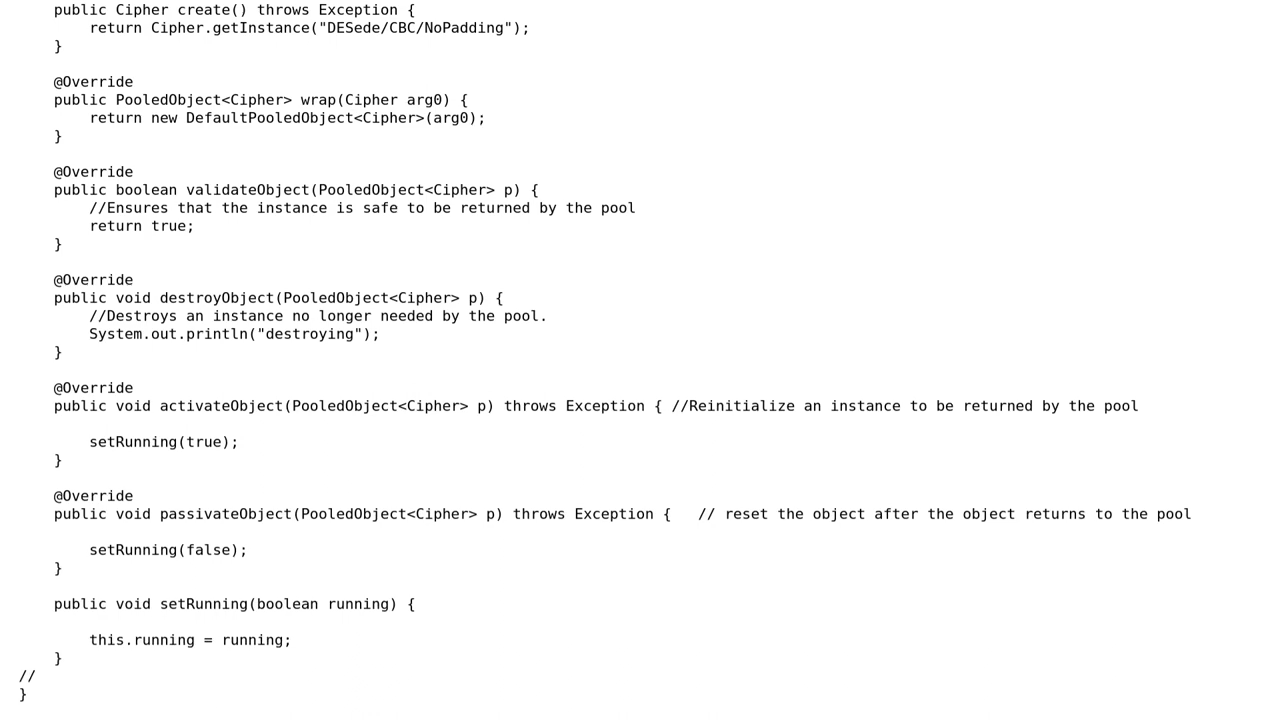 public Cipher create() throws Exception {
        return Cipher.getInstance("DESede/CBC/NoPadding");
    }

    @Override
    public PooledObject<Cipher> wrap(Cipher arg0) {
        return new DefaultPooledObject<Cipher>(arg0);
    }

    @Override
    public boolean validateObject(PooledObject<Cipher> p) {
        //Ensures that the instance is safe to be returned by the pool
        return true;
    }

    @Override
    public void destroyObject(PooledObject<Cipher> p) {
        //Destroys an instance no longer needed by the pool.
        System.out.println("destroying");
    }

    @Override
    public void activateObject(PooledObject<Cipher> p) throws Exception { //Reinitialize an instance to be returned by the pool

        setRunning(true);
    }

    @Override
    public void passivateObject(PooledObject<Cipher> p) throws Exception {   // reset the object after the object returns to the pool

        setRunning(false);
    }

    public void setRunning(boolean running) {

        this.running = running;
    }
//
}